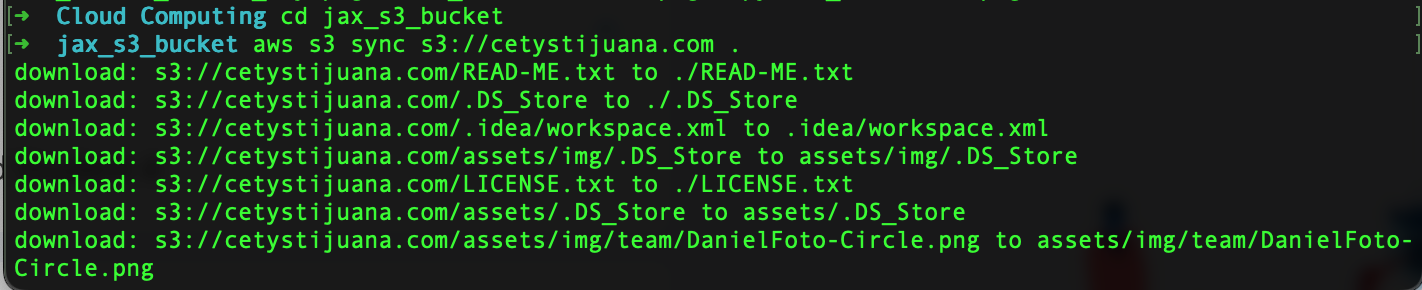 [➜  Cloud Computing cd jax_s3_bucket ]
[➜  jax_s3_bucket aws s3 sync s3://cetystijuana.com . ]
download: s3://cetystijuana.com/READ-ME.txt to ./READ-ME.txt
download: s3://cetystijuana.com/.DS_Store to ./.DS_Store
download: s3://cetystijuana.com/.idea/workspace.xml to .idea/workspace.xml
download: s3://cetystijuana.com/assets/img/.DS_Store to assets/img/.DS_Store
download: s3://cetystijuana.com/LICENSE.txt to ./LICENSE.txt
download: s3://cetystijuana.com/assets/.DS_Store to assets/.DS_Store
download: s3://cetystijuana.com/assets/img/team/DanielFoto-Circle.png to assets/img/team/DanielFoto-
Circle.png